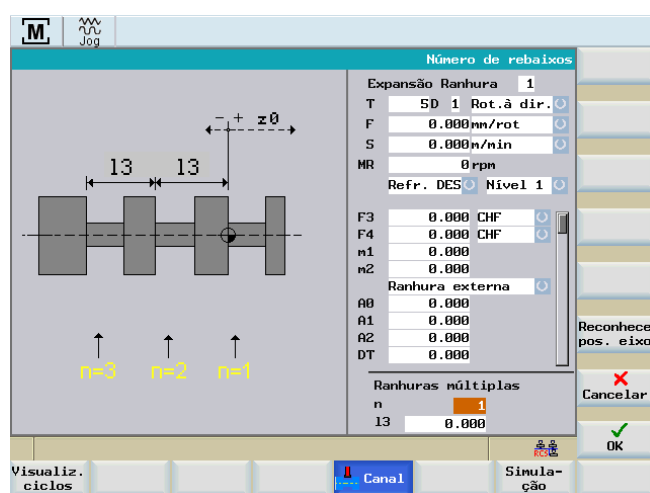 M
Jog
Número de rebaixos
- + z0
l3 l3
n=3 n=2 n=1
Expansão Ranhura 1
T 5 D 1 Rot.à dir.
F 0.000 mm/rot
S 0.000 m/min
MR 0 rpm
Refr. DES Nível 1
F3 0.000 CHF
F4 0.000 CHF
m1 0.000
m2 0.000
Ranhura externa
A0 0.000
A1 0.000
A2 0.000
DT 0.000
Ranhuras múltiplas
n 1
l3 0.000
Reconhece
pos. eixo
Cancelar
OK
RCS
Visualiz.
ciclos
Canal
Simula-
ção